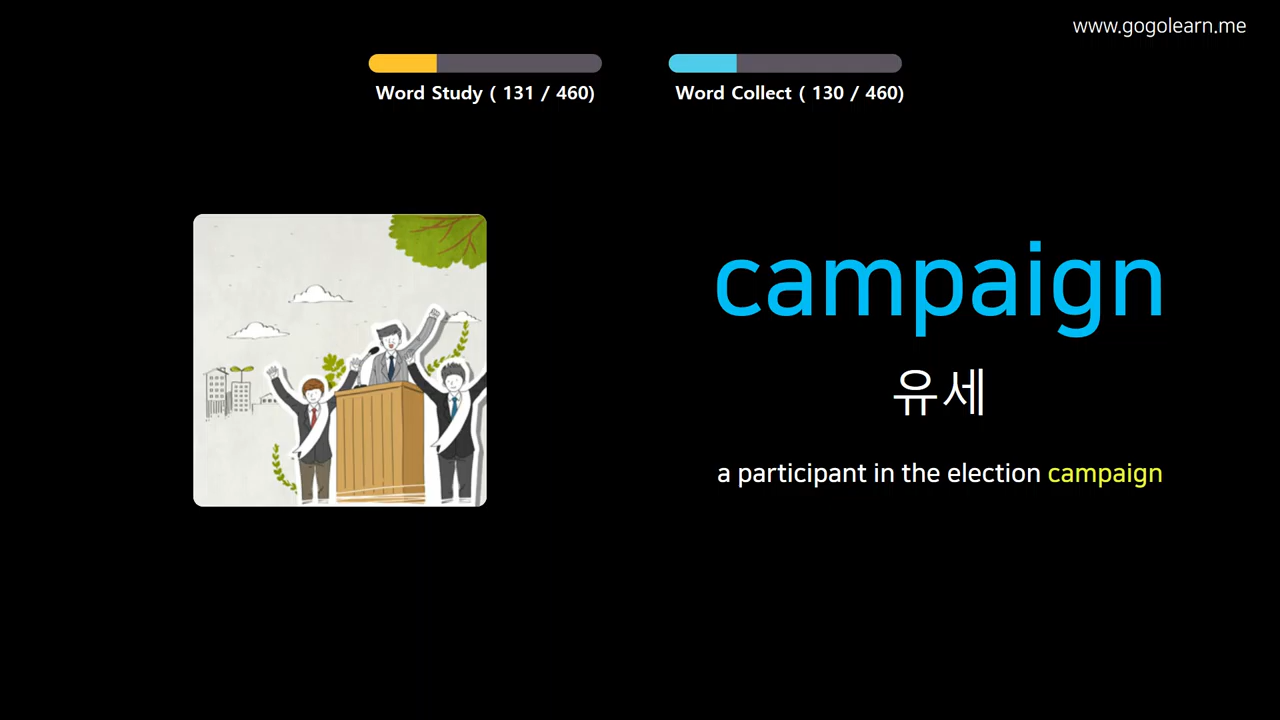 www.gogolearn.me
Word Study ( 131 / 460)
Word Collect ( 130 / 460)
campaign
유세
a participant in the election campaign